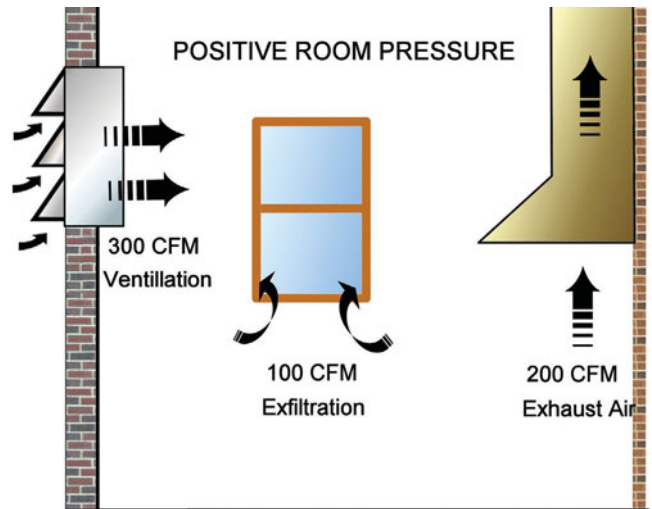 POSITIVE ROOM PRESSURE
300 CFM
Ventillation
100 CFM
Exfiltration
200 CFM
Exhaust Air